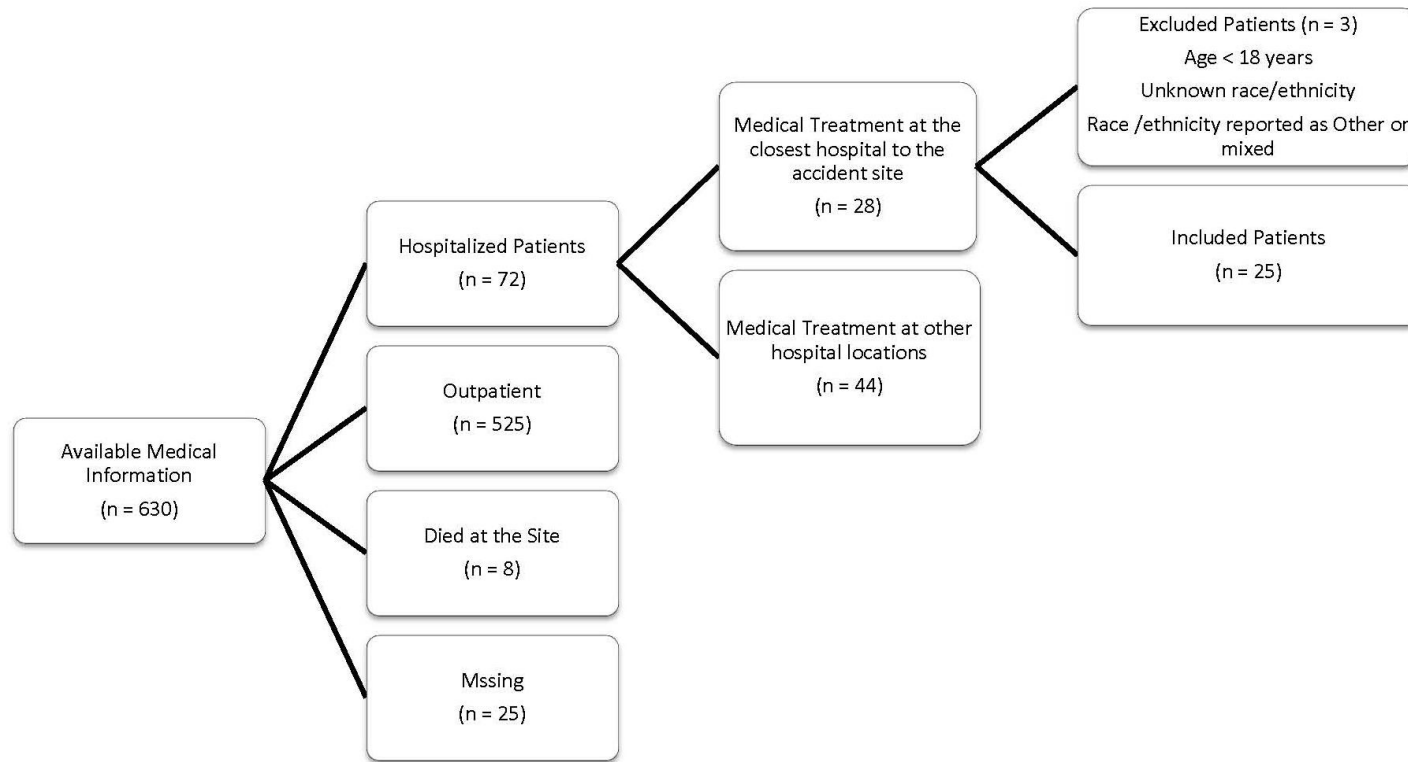 Available Medical
Information
(n = 630)
Hospitalized Patients
(n = 72)
Outpatient
(n = 525)
Died at the Site
(n = 8)
Mssing
(n = 25)
Medical Treatment at the
closest hospital to the
accident site
(n = 28)
Medical Treatment at other
hospital locations
(n = 44)
Excluded Patients (n = 3)
Age < 18 years
Unknown race/ethnicity
Race /ethnicity reported as Other or
mixed
Included Patients
(n = 25)